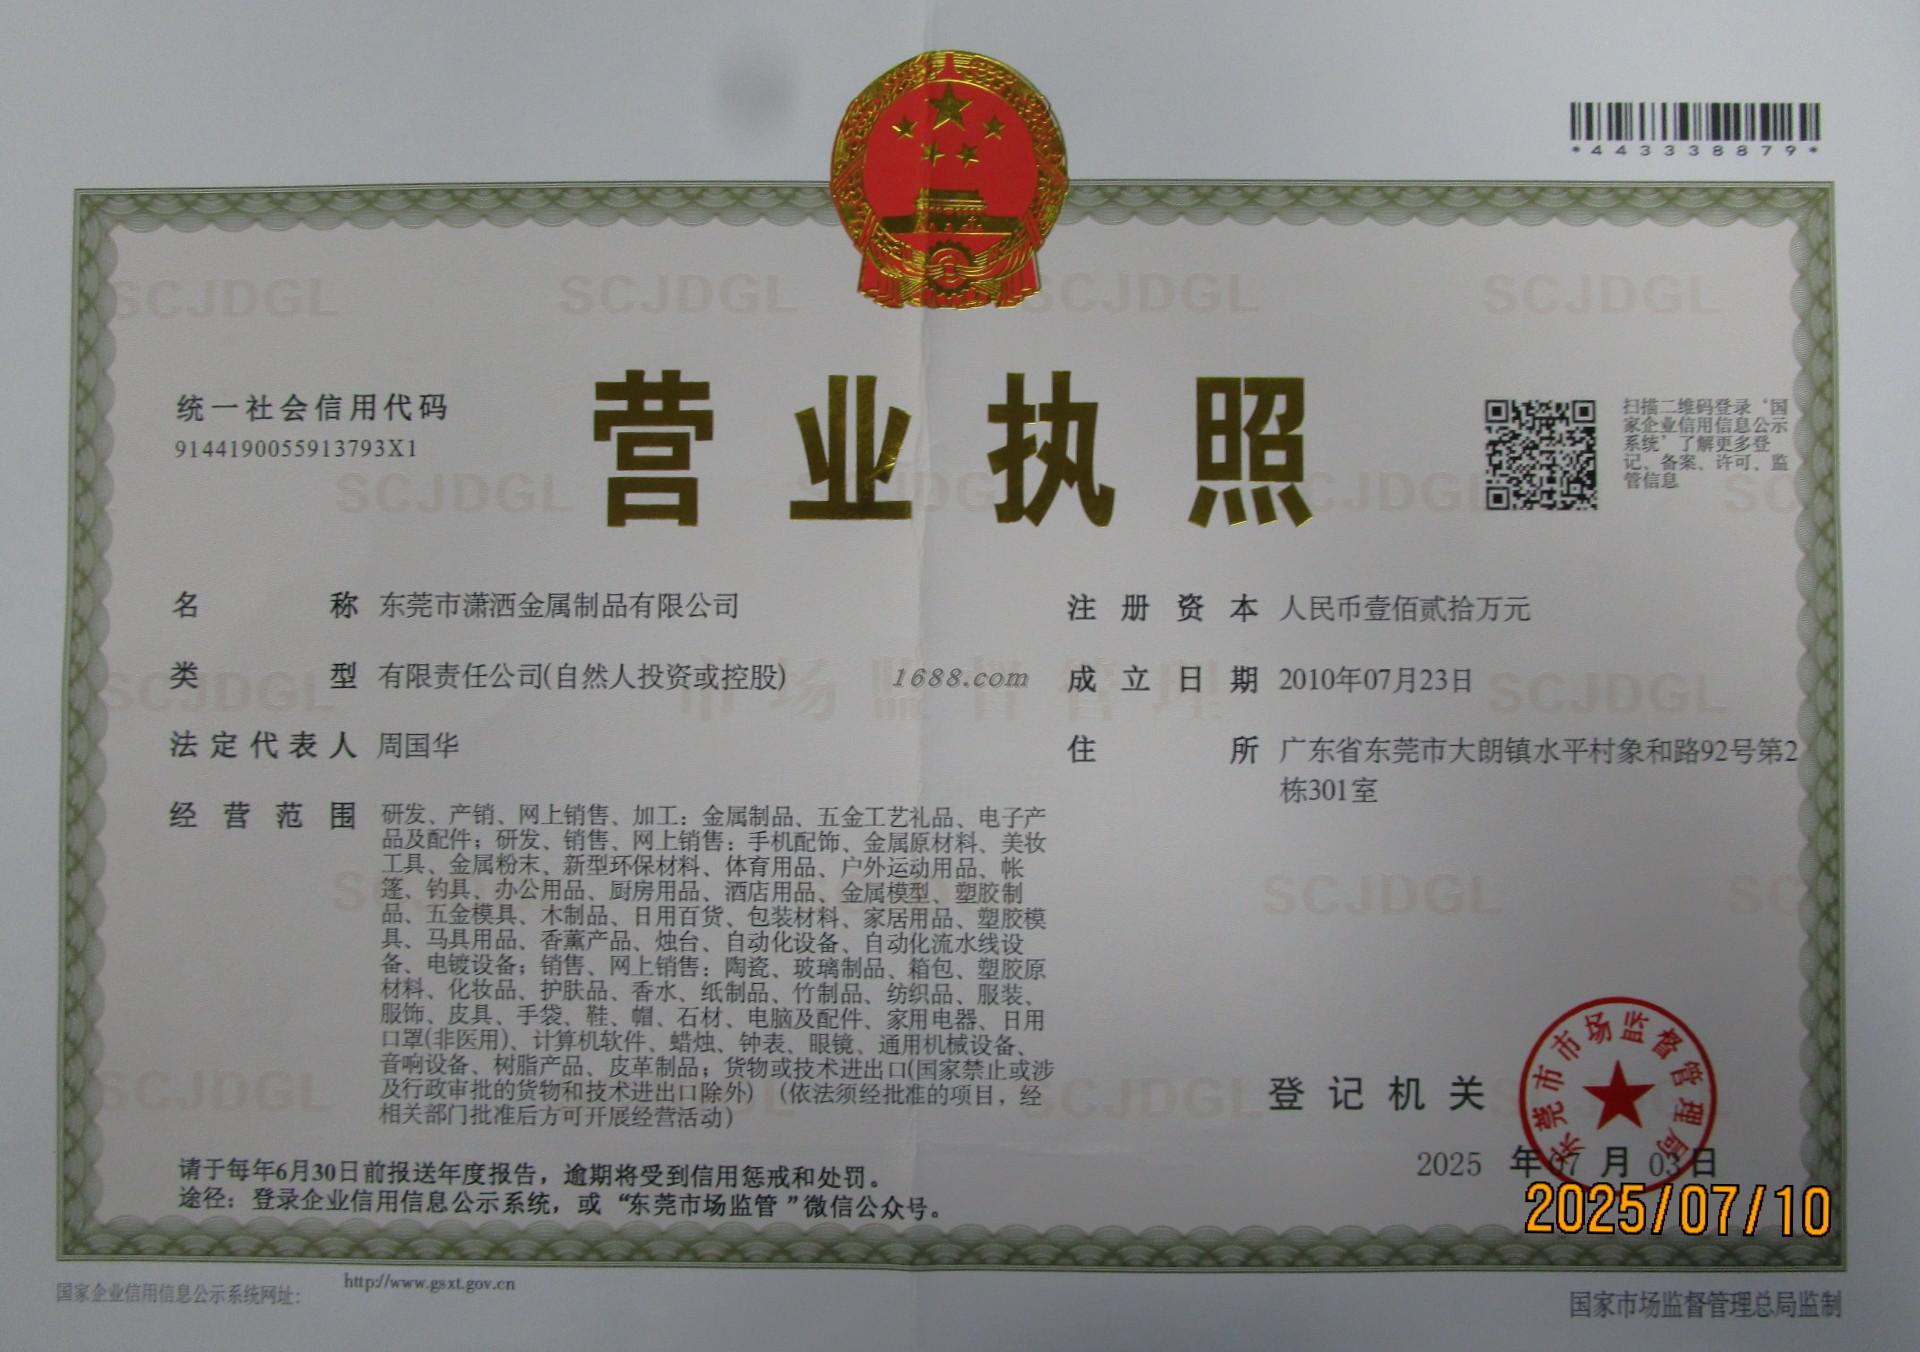 *443338879*
营业执照
统一社会信用代码
9144190055913793X1
扫描二维码登录‘国
家企业信用信息公示
系统’了解更多登
记、备案、许可、监
管信息
名称 东莞市潇洒金属制品有限公司
类型 有限责任公司(自然人投资或控股)
法定代表人 周国华
经营范围 研发、产销、网上销售、加工：金属制品、五金工艺礼品、电子产
品及配件；研发、销售、网上销售：手机配饰、金属原材料、美妆
工具、金属粉末、新型环保材料、体育用品、户外运动用品、帐
篷、钓具、办公用品、厨房用品、酒店用品、金属模型、塑胶制
品、五金模具、木制品、日用百货、包装材料、家居用品、塑胶模
具、马具用品、香薰产品、烛台、自动化设备、自动化流水线设
备、电镀设备；销售、网上销售：陶瓷、玻璃制品、箱包、塑胶原
材料、化妆品、护肤品、香水、纸制品、竹制品、纺织品、服装、
服饰、皮具、手袋、鞋、帽、石材、电脑及配件、家用电器、日用
口罩(非医用)、计算机软件、蜡烛、钟表、眼镜、通用机械设备、
音响设备、树脂产品、皮革制品；货物或技术进出口(国家禁止或涉
及行政审批的货物和技术进出口除外) (依法须经批准的项目，经
相关部门批准后方可开展经营活动)
1688.com
注册资本 人民币壹佰贰拾万元
成立日期 2010年07月23日
住所 广东省东莞市大朗镇水平村象和路92号第2
栋301室
登记机关
东莞市市场监督管理局
2025 年 07 月 03 日
2025/07/10
请于每年6月30日前报送年度报告，逾期将受到信用惩戒和处罚。
途径：登录企业信用信息公示系统，或“东莞市场监管”微信公众号。
国家企业信用信息公示系统网址：
http://www.gsxt.gov.cn
国家市场监督管理总局监制
SCJDGL
市场监督管理